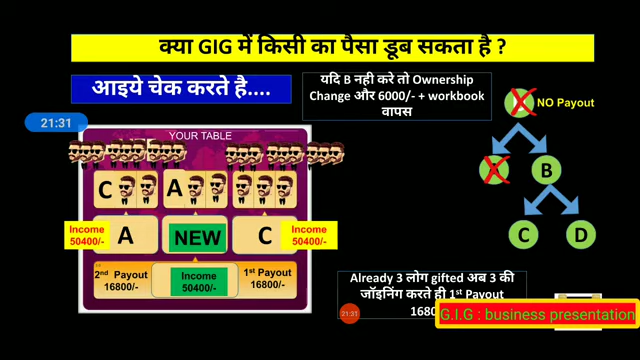 क्या GIG में किसी का पैसा डूब सकता है ?
आइये चेक करते है....
यदि B नही करे तो Ownership
Change और 6000/- + workbook
वापस
NO Payout
21:31
YOUR TABLE
B
C
A
Income
50400/-
A
NEW
C
Income
50400/-
C
D
2nd Payout
16800/-
Income
50400/-
1st Payout
16800/-
Already 3 लोग gifted अब 3 की
जॉइनिंग करते ही 1st Payout
21:31
G.I.G : business presentation